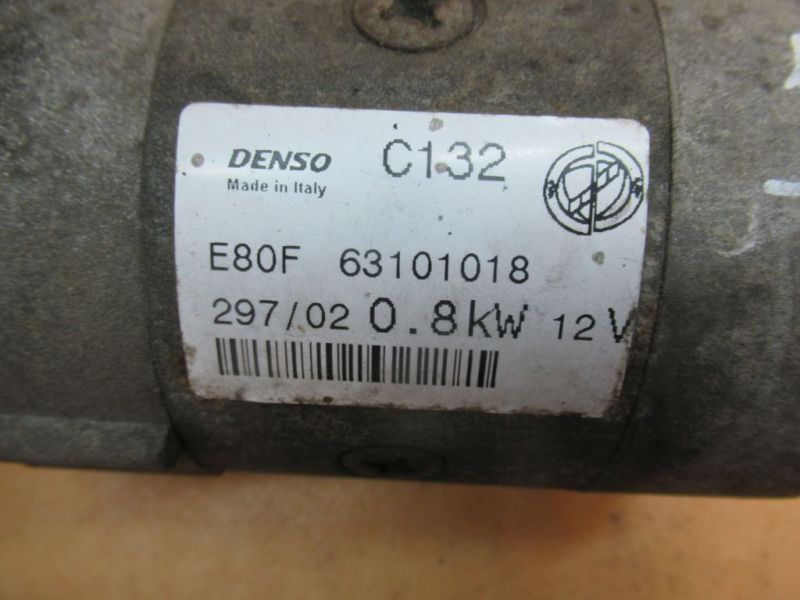 DENSO C132
Made in Italy
E80F 63101018
297/02 0.8kW 12V